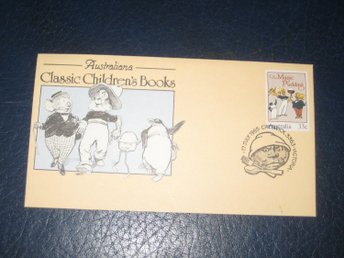 Australiana
Classic Children's Books
The
Magic
Pudding
Australia 33c